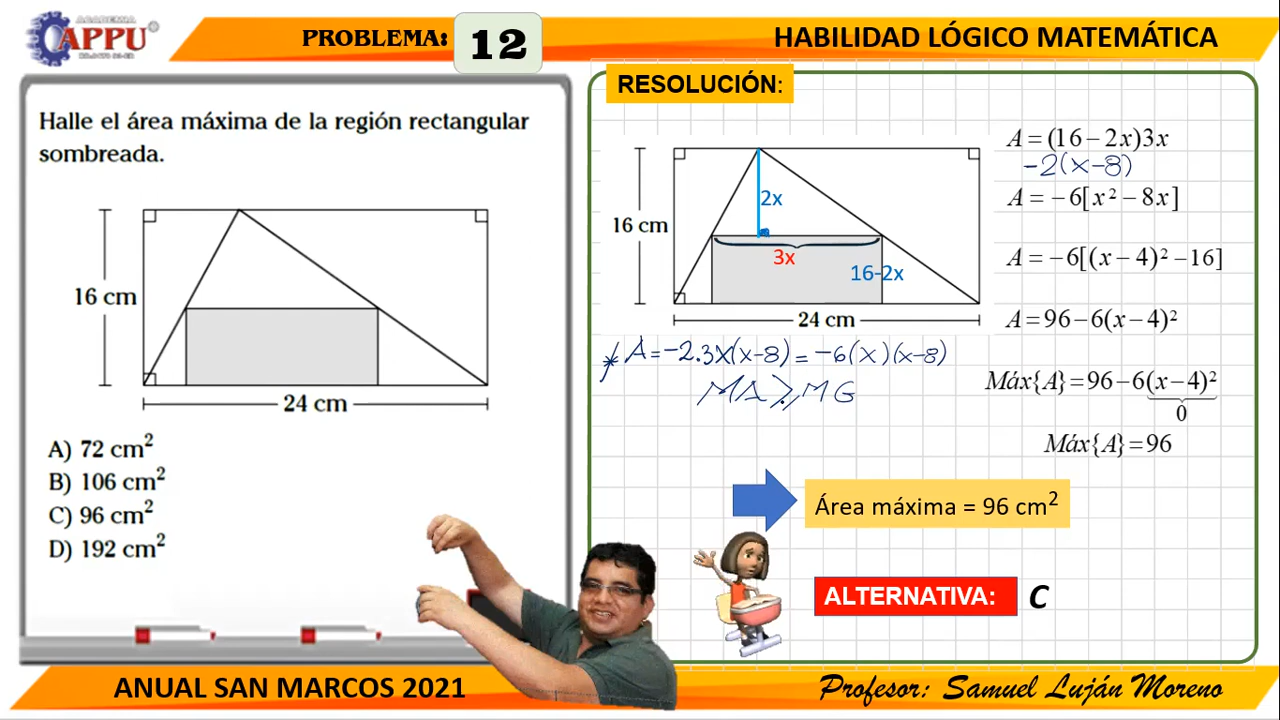 ACADEMIA
CAPPU
PROBLEMA: 12
HABILIDAD LÓGICO MATEMÁTICA
Halle el área máxima de la región rectangular
sombreada.
16 cm
24 cm
A) 72 cm²
B) 106 cm²
C) 96 cm²
D) 192 cm²
RESOLUCIÓN:
16 cm
2x
3x
16-2x
24 cm
A = (16 − 2x)3x
−2(x−8)
A = −6[x² − 8x]
A = −6[(x − 4)² −16]
A = 96 − 6(x − 4)²
* A = −2.3x(x−8) = −6(x)(x−8)
MA ≥ MG
Máx{A} = 96 − 6(x − 4)²
0
Máx{A} = 96
Área máxima = 96 cm²
ALTERNATIVA: C
ANUAL SAN MARCOS 2021
Profesor: Samuel Luján Moreno